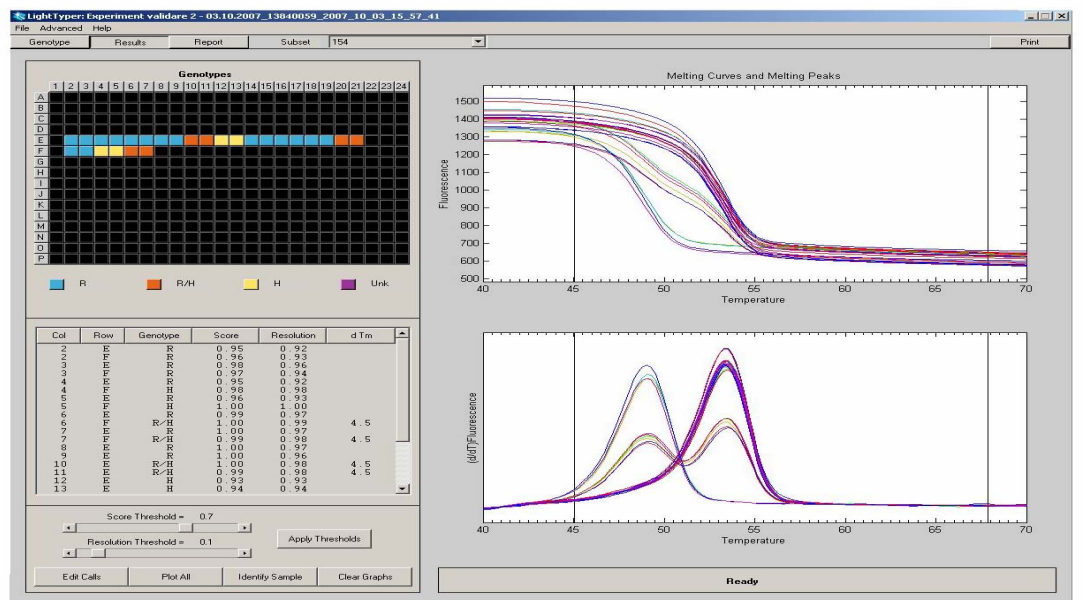 LightTyper: Experiment validare 2 - 03.10.2007_13840059_2007_10_03_15_57_41
File Advanced Help
Genotype Results Report Subset 154 Print
Genotypes
1 2 3 4 5 6 7 8 9 10 11 12 13 14 15 16 17 18 19 20 21 22 23 24
A
B
C
D
E
F
G
H
I
J
K
L
M
N
O
P
R R/H H Unk
Col Row Genotype Score Resolution d Tm
2 E R 0.95 0.92
2 F R 0.96 0.93
3 E R 0.98 0.96
3 F R 0.97 0.94
4 E R 0.95 0.92
4 F H 0.98 0.98
5 E R 0.96 0.93
5 F H 1.00 1.00
6 E R 0.99 0.97
6 F R/H 1.00 0.99 4.5
7 E R 1.00 0.97
7 F R/H 0.99 0.98 4.5
8 E R 1.00 0.97
9 E R 1.00 0.96
10 E R/H 1.00 0.98 4.5
11 E R/H 0.99 0.98 4.5
12 E H 0.93 0.93
13 E H 0.94 0.94
Score Threshold = 0.7
Resolution Threshold = 0.1
Apply Thresholds
Edit Calls Plot All Identify Sample Clear Graphs
Melting Curves and Melting Peaks
Fluorescence
1500
1400
1300
1200
1100
1000
900
800
700
600
500
40 45 50 55 60 65 70
Temperature
(d/dT)Fluorescence
40 45 50 55 60 65 70
Temperature
Ready